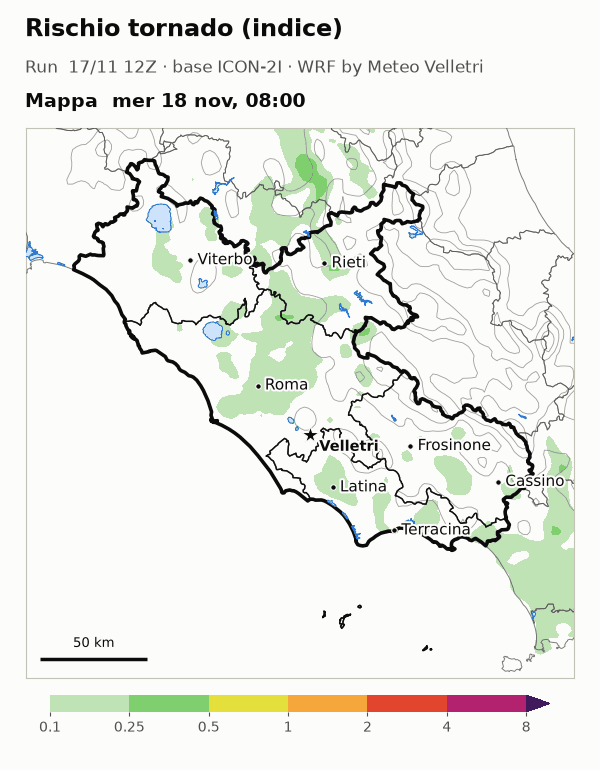 Rischio tornado (indice)
Run  17/11 12Z · base ICON-2I · WRF by Meteo Velletri
Mappa  mer 18 nov, 08:00
Viterbo
Rieti
Roma
Velletri
Frosinone
Latina
Cassino
Terracina
50 km
0.1 0.25 0.5 1 2 4 8